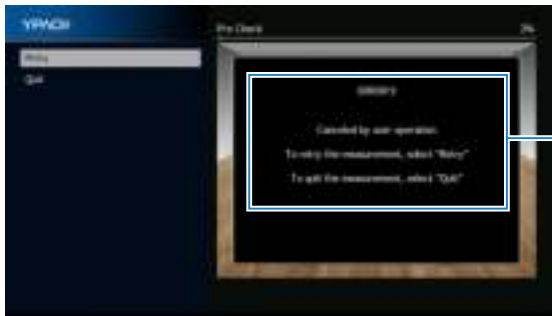 YPAO
Pre Check
Retry
Quit
Canceled by user operation.
To retry the measurement, select "Retry"
To quit the measurement, select "Quit"